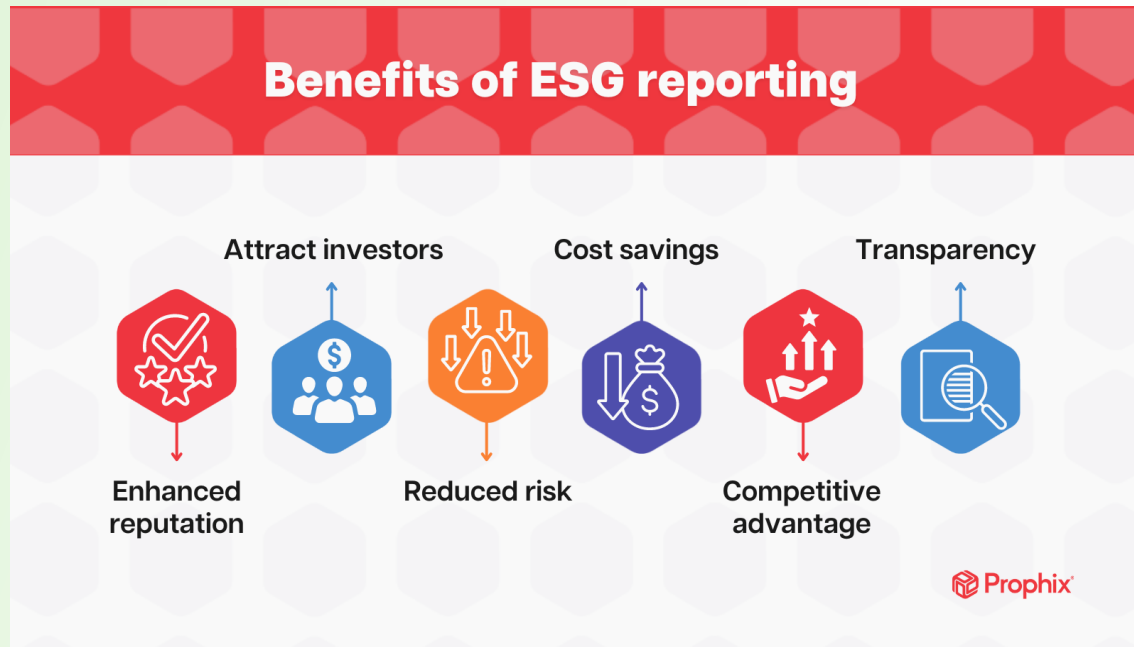 Benefits of ESG reporting
Attract investors
Cost savings
Transparency
Enhanced
reputation
Reduced risk
Competitive
advantage
Prophix